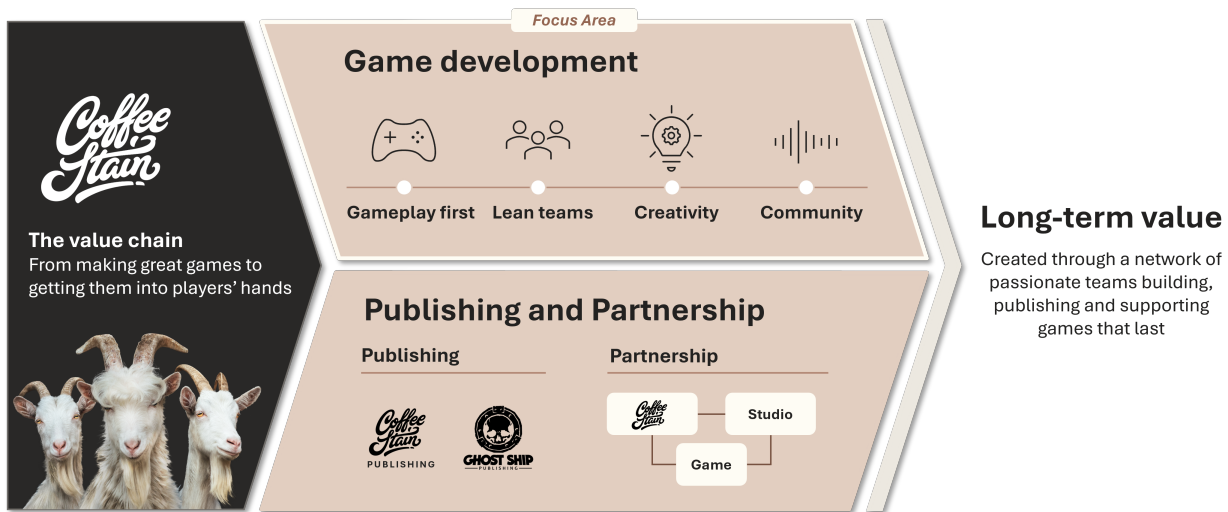 Coffee
Stain
The value chain
From making great games to
getting them into players’ hands
Focus Area
Game development
Gameplay first
Lean teams
Creativity
Community
Publishing and Partnership
Publishing
Coffee
Stain
PUBLISHING
GHOST SHIP
PUBLISHING
Partnership
Coffee
Stain
Studio
Game
Long-term value
Created through a network of
passionate teams building,
publishing and supporting
games that last